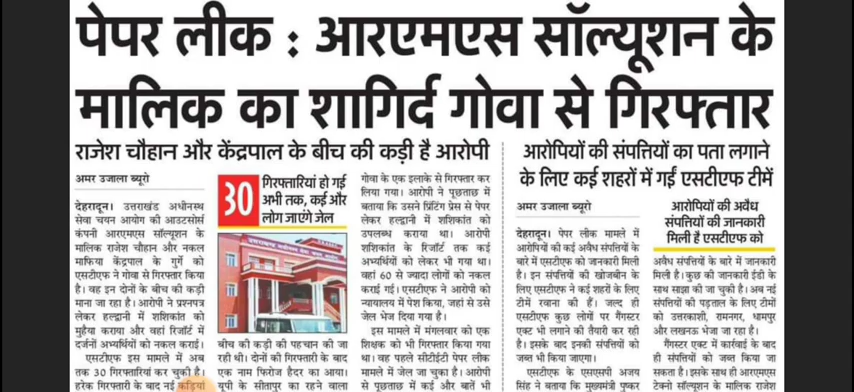 पेपर लीक : आरएमएस सॉल्यूशन के
मालिक का शागिर्द गोवा से गिरफ्तार
राजेश चौहान और केंद्रपाल के बीच की कड़ी है आरोपी
अमर उजाला ब्यूरो
देहरादून। उत्तराखंड अधीनस्थ
सेवा चयन आयोग की आउटसोर्स
कंपनी आरएमएस सॉल्यूशन के
मालिक राजेश चौहान और नकल
माफिया केंद्रपाल के गुर्गे को
एसटीएफ ने गोवा से गिरफ्तार किया
है। वह इन दोनों के बीच की कड़ी
माना जा रहा है। आरोपी ने प्रश्नपत्र
लेकर हल्द्वानी में शशिकांत को
मुहैया कराया और वहां रिजॉर्ट में
दर्जनों अभ्यर्थियों को नकल कराई।
एसटीएफ इस मामले में अब
तक 30 गिरफ्तारियां कर चुकी है।
हरेक गिरफ्तारी के बाद नई कड़ियां
30
गिरफ्तारियां हो गईं
अभी तक, कई और
लोग जाएंगे जेल
बीच की कड़ी की पहचान की जा
रही थी। दोनों की गिरफ्तारी के बाद
एक नाम फिरोज हैदर का आया।
यूपी के सीतापुर का रहने वाला
गोवा के एक इलाके से गिरफ्तार कर
लिया गया। आरोपी ने पूछताछ में
बताया कि उसने प्रिंटिंग प्रेस से पेपर
लेकर हल्द्वानी में शशिकांत को
उपलब्ध कराया था। आरोपी
शशिकांत के रिजॉर्ट तक कई
अभ्यर्थियों को लेकर भी गया था।
वहां 60 से ज्यादा लोगों को नकल
कराई गई। एसटीएफ ने आरोपी को
न्यायालय में पेश किया, जहां से उसे
जेल भेज दिया गया है।
इस मामले में मंगलवार को एक
शिक्षक को भी गिरफ्तार किया गया
था। वह पहले सीटीईटी पेपर लीक
मामले में जेल जा चुका है। आरोपी
से पूछताछ में कई और बातें भी
आरोपियों की संपत्तियों का पता लगाने
के लिए कई शहरों में गईं एसटीएफ टीमें
अमर उजाला ब्यूरो
देहरादून। पेपर लीक मामले में
आरोपियों की कई अवैध संपत्तियों के
बारे में एसटीएफ को जानकारी मिली
है। इन संपत्तियों की खोजबीन के
लिए एसटीएफ ने कई शहरों के लिए
टीमें रवाना की हैं। जल्द ही
एसटीएफ कुछ लोगों पर गैंगस्टर
एक्ट भी लगाने की तैयारी कर रही
है। इसके बाद इनकी संपत्तियों को
जब्त भी किया जाएगा।
एसटीएफ के एसएसपी अजय
सिंह ने बताया कि मुख्यमंत्री पुष्कर
आरोपियों की अवैध
संपत्तियों की जानकारी
मिली है एसटीएफ को
अवैध संपत्तियों के बारे में जानकारी
मिली है। कुछ की जानकारी ईडी के
साथ साझा की जा चुकी है। अब नई
संपत्तियों की पड़ताल के लिए टीमों
को उत्तरकाशी, रामनगर, धामपुर
और लखनऊ भेजा जा रहा है।
गैंगस्टर एक्ट में कार्रवाई के बाद
ही संपत्तियों को जब्त किया जा
सकता है। इसके साथ ही आरएमएस
टेक्नो सॉल्यूशन के मालिक राजेश